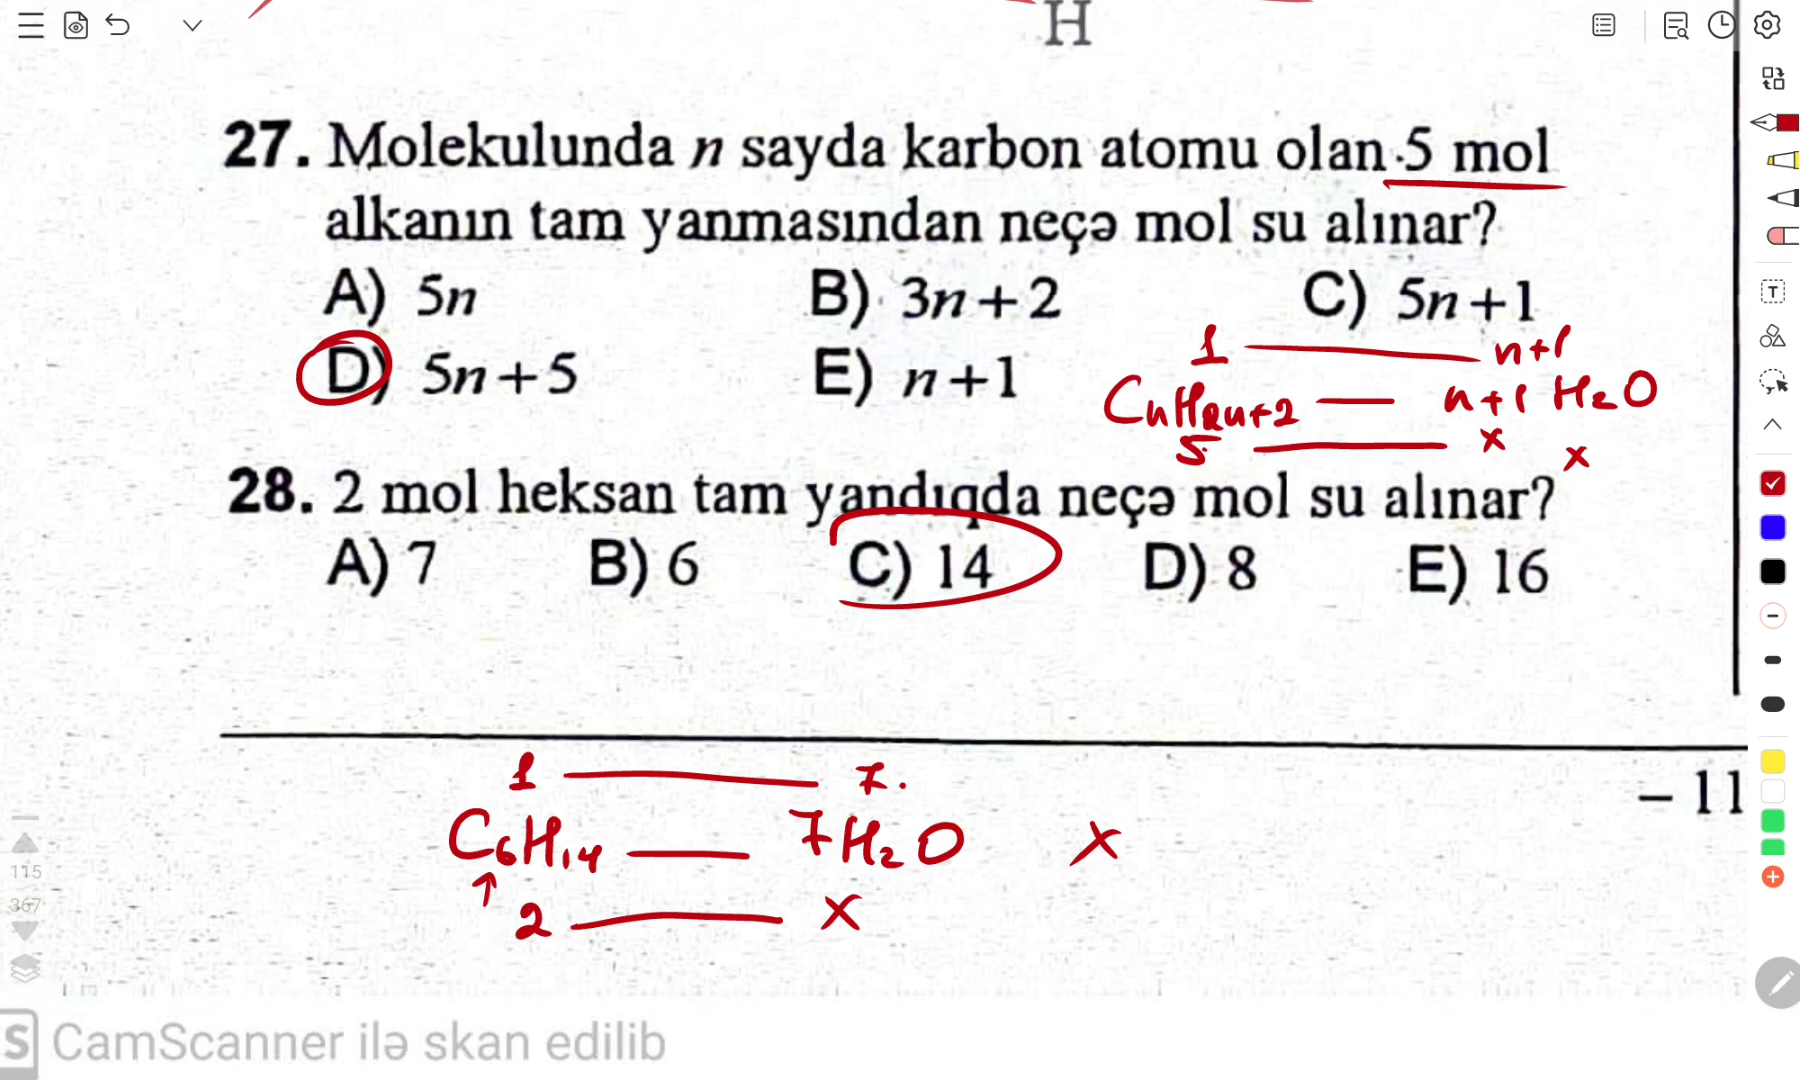 H
27. Molekulunda n sayda karbon atomu olan 5 mol
alkanın tam yanmasından neçə mol su alınar?
A) 5n B) 3n+2 C) 5n+1
D) 5n+5 E) n+1
1 — n+1
CnH2n+2 — n+1 H2O
5 — x x
28. 2 mol heksan tam yandıqda neçə mol su alınar?
A) 7 B) 6 C) 14 D) 8 E) 16
– 11
1 — 7.
C6H14 — 7H2O x
2 — x
115
367
T
S CamScanner ilə skan edilib